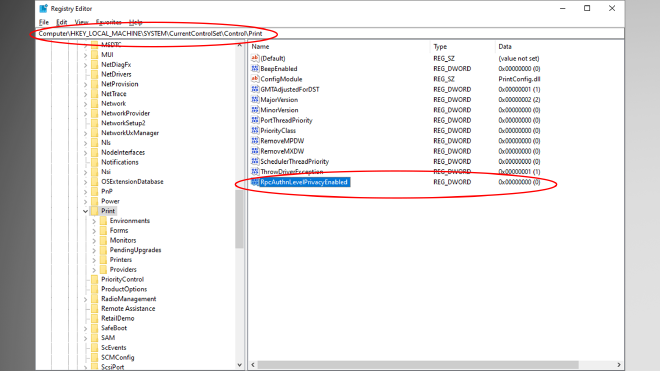 Registry Editor
File Edit View Favorites Help
Computer\HKEY_LOCAL_MACHINE\SYSTEM\CurrentControlSet\Control\Print
MSDTC
MUI
NetDiagFx
NetDrivers
NetProvision
NetTrace
Network
NetworkProvider
NetworkSetup2
NetworkUxManager
Nls
NodeInterfaces
Notifications
Nsi
OSExtensionDatabase
PnP
Power
Print
Environments
Forms
Monitors
PendingUpgrades
Printers
Providers
PriorityControl
ProductOptions
RadioManagement
Remote Assistance
RetailDemo
SafeBoot
SAM
ScEvents
SCMConfig
ScsiPort
Name Type Data
(Default) REG_SZ (value not set)
BeepEnabled REG_DWORD 0x00000000 (0)
ConfigModule REG_SZ PrintConfig.dll
GMTAdjustedForDST REG_DWORD 0x00000001 (1)
MajorVersion REG_DWORD 0x00000002 (2)
MinorVersion REG_DWORD 0x00000000 (0)
PortThreadPriority REG_DWORD 0x00000000 (0)
PriorityClass REG_DWORD 0x00000000 (0)
RemoveMPDW REG_DWORD 0x00000000 (0)
RemoveMXDW REG_DWORD 0x00000000 (0)
SchedulerThreadPriority REG_DWORD 0x00000000 (0)
ThrowDriverException REG_DWORD 0x00000001 (1)
RpcAuthnLevelPrivacyEnabled REG_DWORD 0x00000000 (0)